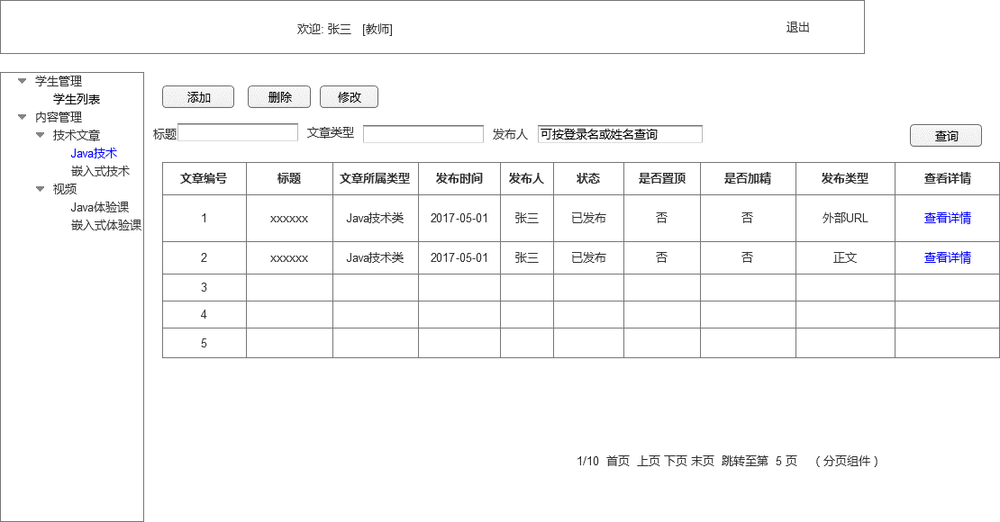 欢迎: 张三 [教师] 退出
学生管理
学生列表
内容管理
技术文章
Java技术
嵌入式技术
视频
Java体验课
嵌入式体验课
添加 删除 修改
标题 文章类型 发布人 可按登录名或姓名查询 查询
文章编号 标题 文章所属类型 发布时间 发布人 状态 是否置顶 是否加精 发布类型 查看详情
1 xxxxxx Java技术类 2017-05-01 张三 已发布 否 否 外部URL 查看详情
2 xxxxxx Java技术类 2017-05-01 张三 已发布 否 否 正文 查看详情
3
4
5
1/10 首页 上页 下页 末页 跳转至第 5 页 （分页组件）